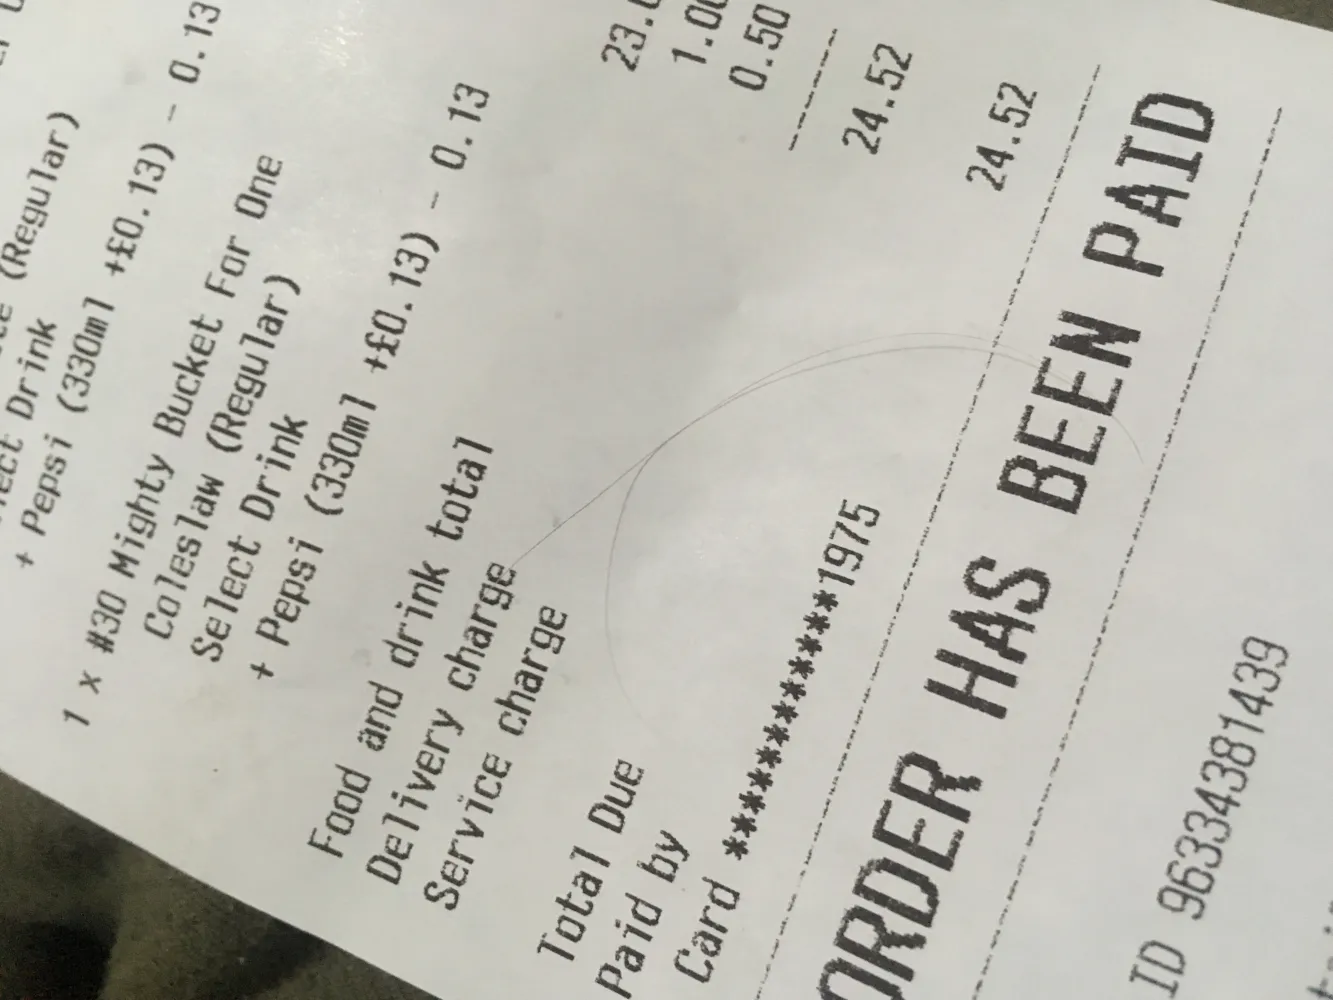 (Regular)
Drink
+ Pepsi (330ml +£0.13) - 0.13
1 x #30 Mighty Bucket For One
Coleslaw (Regular)
Select Drink
+ Pepsi (330ml +£0.13) - 0.13
Food and drink total
Delivery charge 1.00
Service charge 0.50
Total Due 24.52
Paid by
Card *************1975 24.52
ORDER HAS BEEN PAID
ID 96334381439